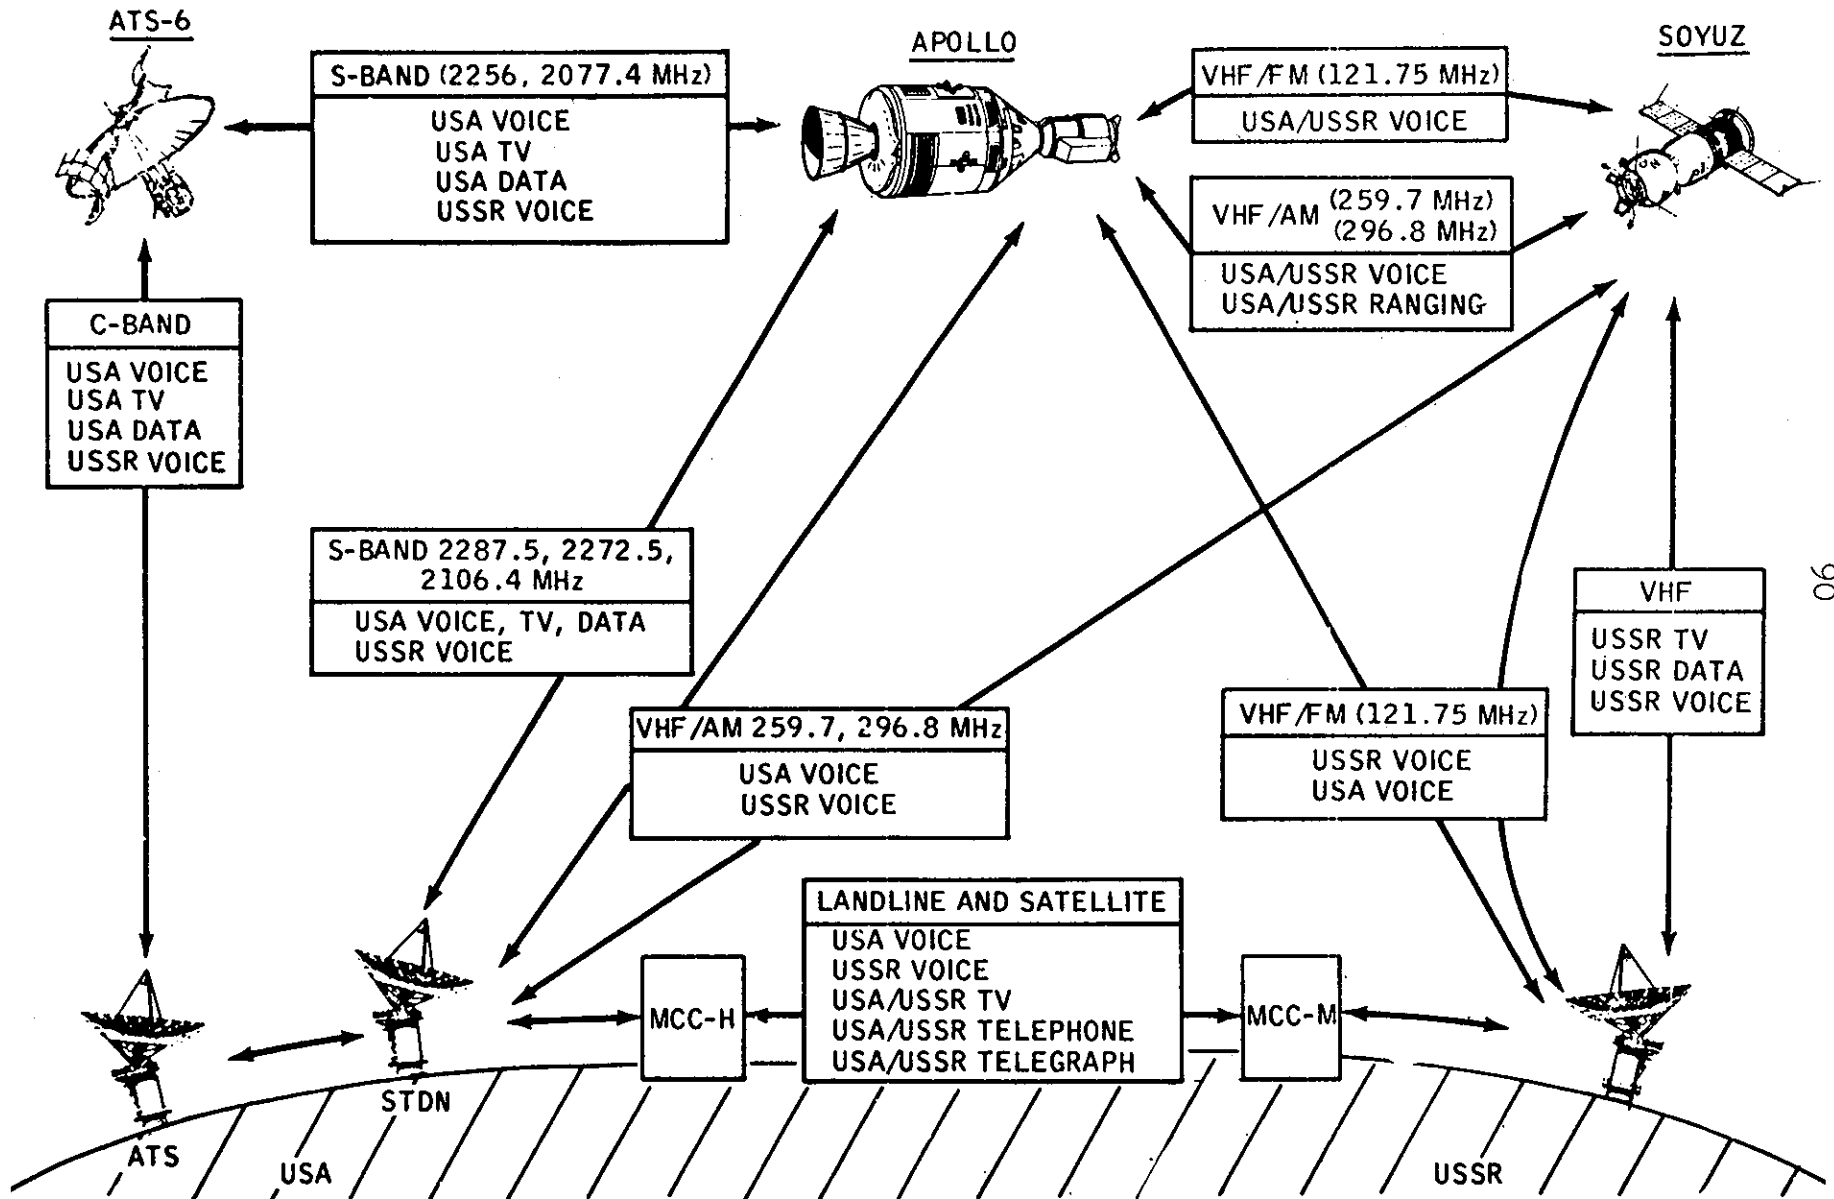 ATS-6
APOLLO
SOYUZ
S-BAND (2256, 2077.4 MHz)
USA VOICE
USA TV
USA DATA
USSR VOICE
VHF/FM (121.75 MHz)
USA/USSR VOICE
VHF/AM (259.7 MHz)
(296.8 MHz)
USA/USSR VOICE
USA/USSR RANGING
C-BAND
USA VOICE
USA TV
USA DATA
USSR VOICE
S-BAND 2287.5, 2272.5,
2106.4 MHz
USA VOICE, TV, DATA
USSR VOICE
VHF
USSR TV
USSR DATA
USSR VOICE
90
VHF/AM 259.7, 296.8 MHz
USA VOICE
USSR VOICE
VHF/FM (121.75 MHz)
USSR VOICE
USA VOICE
LANDLINE AND SATELLITE
USA VOICE
USSR VOICE
USA/USSR TV
USA/USSR TELEPHONE
USA/USSR TELEGRAPH
MCC-H
MCC-M
STDN
ATS
USA
USSR